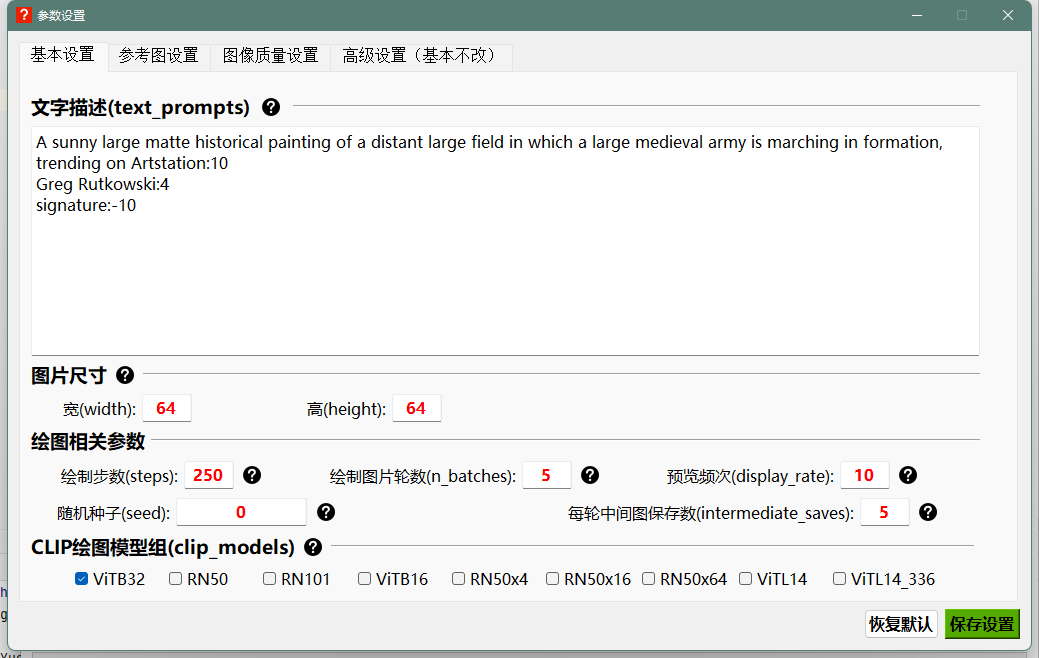 参数设置
基本设置 参考图设置 图像质量设置 高级设置（基本不改）
文字描述(text_prompts) ?
A sunny large matte historical painting of a distant large field in which a large medieval army is marching in formation,
trending on Artstation:10
Greg Rutkowski:4
signature:-10
图片尺寸 ?
宽(width): 64 高(height): 64
绘图相关参数
绘制步数(steps): 250 ? 绘制图片轮数(n_batches): 5 ? 预览频次(display_rate): 10 ?
随机种子(seed): 0 ? 每轮中间图保存数(intermediate_saves): 5 ?
CLIP绘图模型组(clip_models) ?
ViTB32 RN50 RN101 ViTB16 RN50x4 RN50x16 RN50x64 ViTL14 ViTL14_336
恢复默认 保存设置